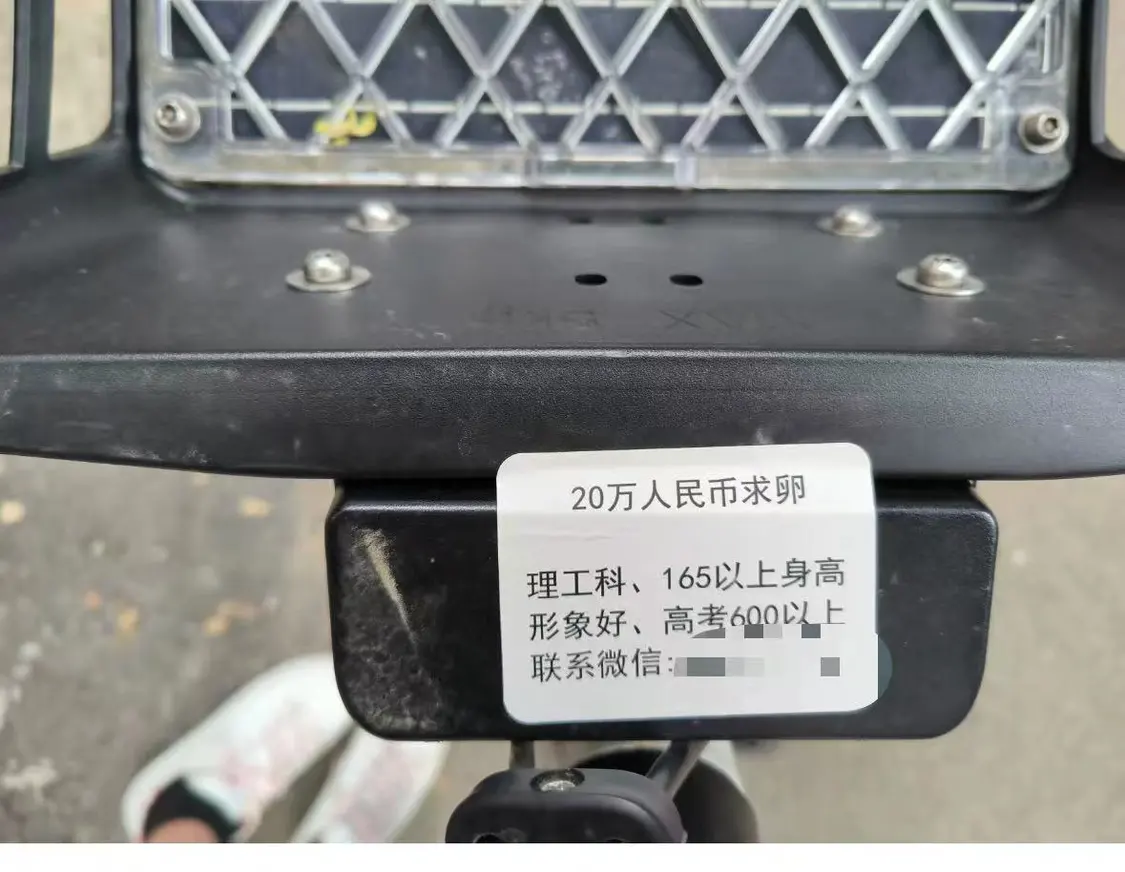 20万人民币求卵
理工科、165以上身高
形象好、高考600以上
联系微信: